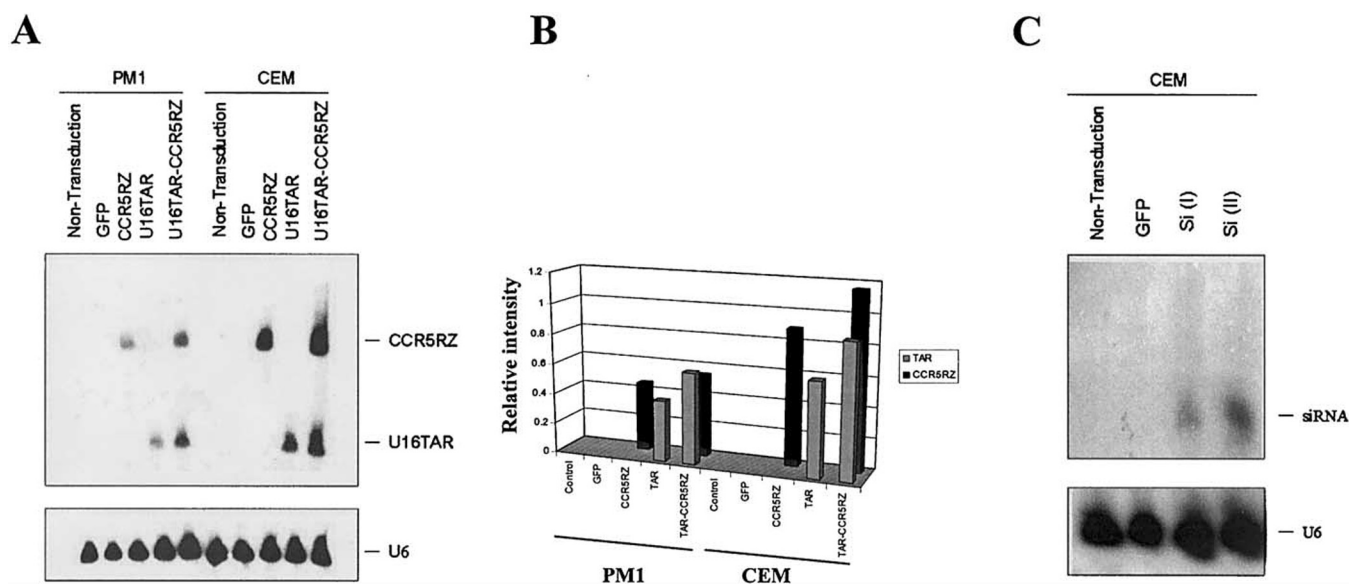 A
PM1
CEM
Non-Transduction
GFP
CCR5RZ
U16TAR
U16TAR-CCR5RZ
Non-Transduction
GFP
CCR5RZ
U16TAR
U16TAR-CCR5RZ
CCR5RZ
U16TAR
U6
B
Relative intensity
1.2
1
0.8
0.6
0.4
0.2
0
Control
GFP
CCR5RZ
TAR
TAR-CCR5RZ
Control
GFP
CCR5RZ
TAR
TAR-CCR5RZ
PM1
CEM
TAR
CCR5RZ
C
CEM
Non-Transduction
GFP
Si (I)
Si (II)
siRNA
U6